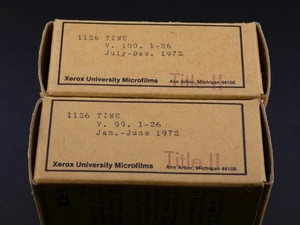 1126 TIME
V. 100, 1-26
July-Dec. 1972
Title II
Xerox University Microfilms
Ann Arbor, Michigan 48106
1126 TIME
V. 99, 1-26
Jan.-June 1972
Title II
Xerox University Microfilms
Ann Arbor, Michigan 48106